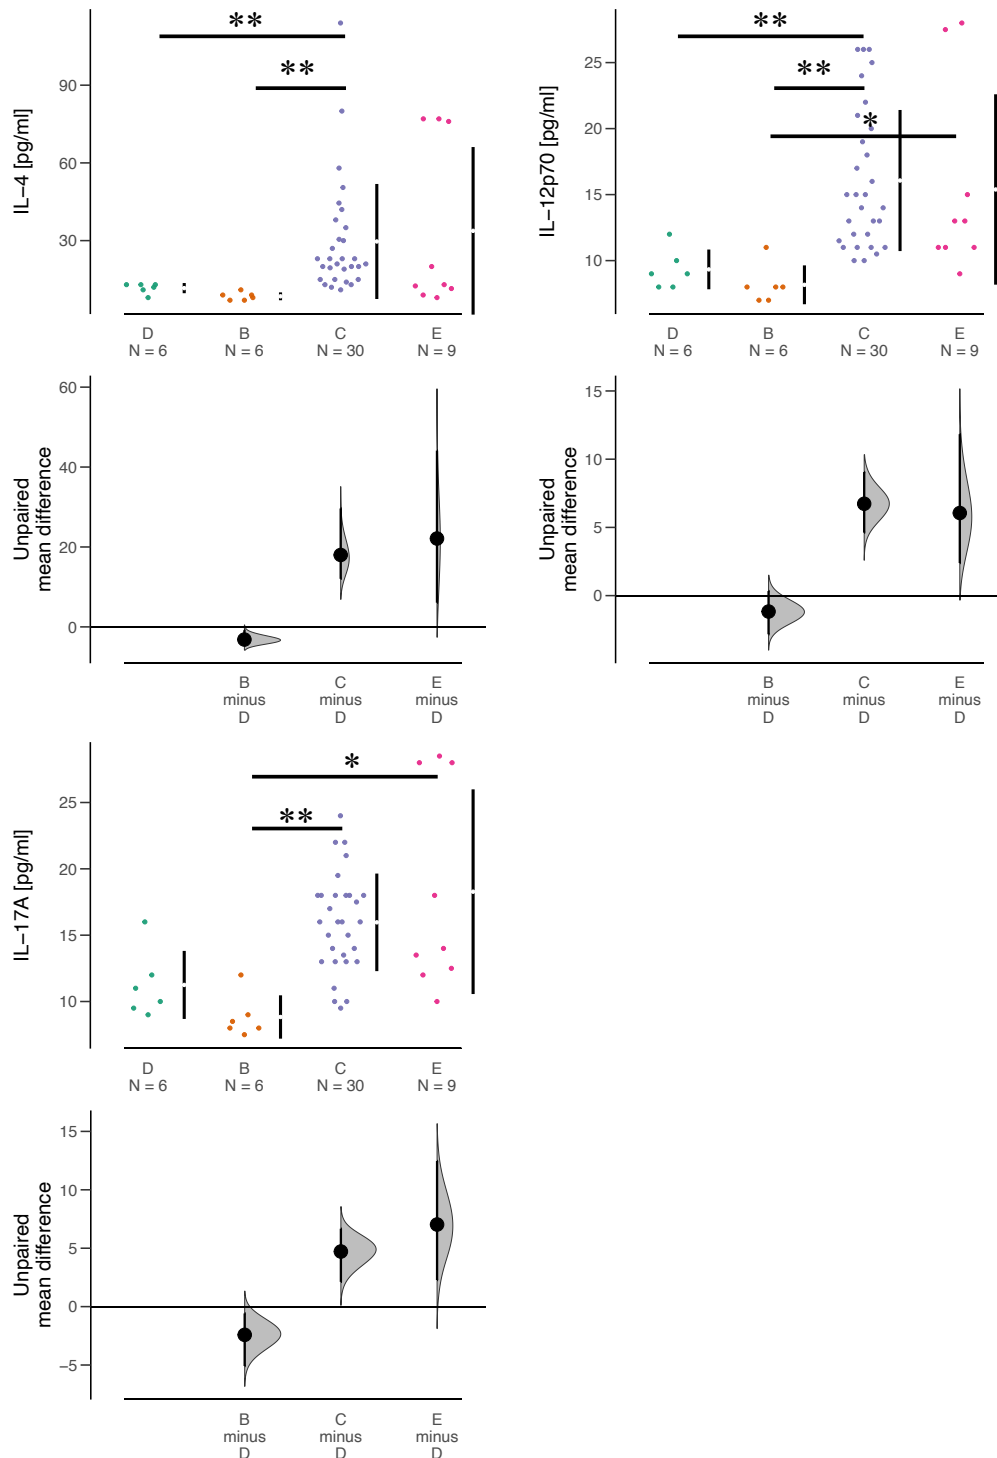 **
**
90
60
30
IL−4 [pg/ml]
D B C E
N = 6 N = 6 N = 30 N = 9
60
40
20
0
Unpaired
mean difference
B C E
minus minus minus
D D D
**
**
*
25
20
15
10
IL−12p70 [pg/ml]
D B C E
N = 6 N = 6 N = 30 N = 9
15
10
5
0
Unpaired
mean difference
B C E
minus minus minus
D D D
*
**
25
20
15
10
IL−17A [pg/ml]
D B C E
N = 6 N = 6 N = 30 N = 9
15
10
5
0
−5
Unpaired
mean difference
B C E
minus minus minus
D D D